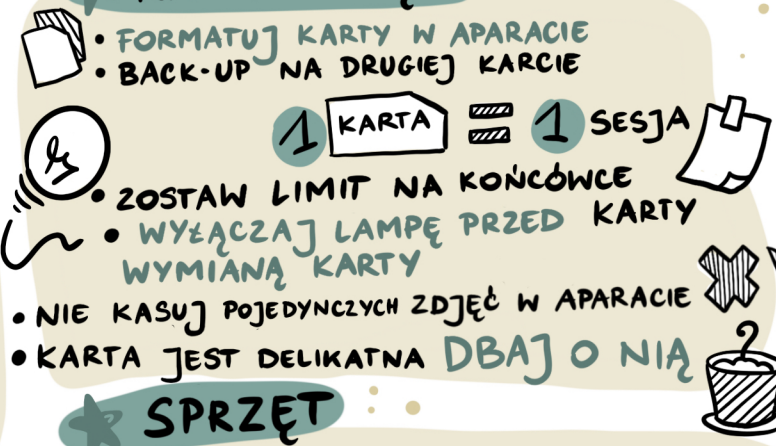 • FORMATUJ KARTY W APARACIE
• BACK-UP NA DRUGIEJ KARCIE
1 KARTA = 1 SESJA
• ZOSTAW LIMIT NA KOŃCÓWCE KARTY
• WYŁĄCZAJ LAMPĘ PRZED
WYMIANĄ KARTY
• NIE KASUJ POJEDYNCZYCH ZDJĘĆ W APARACIE
• KARTA JEST DELIKATNA DBAJ O NIĄ
SPRZĘT